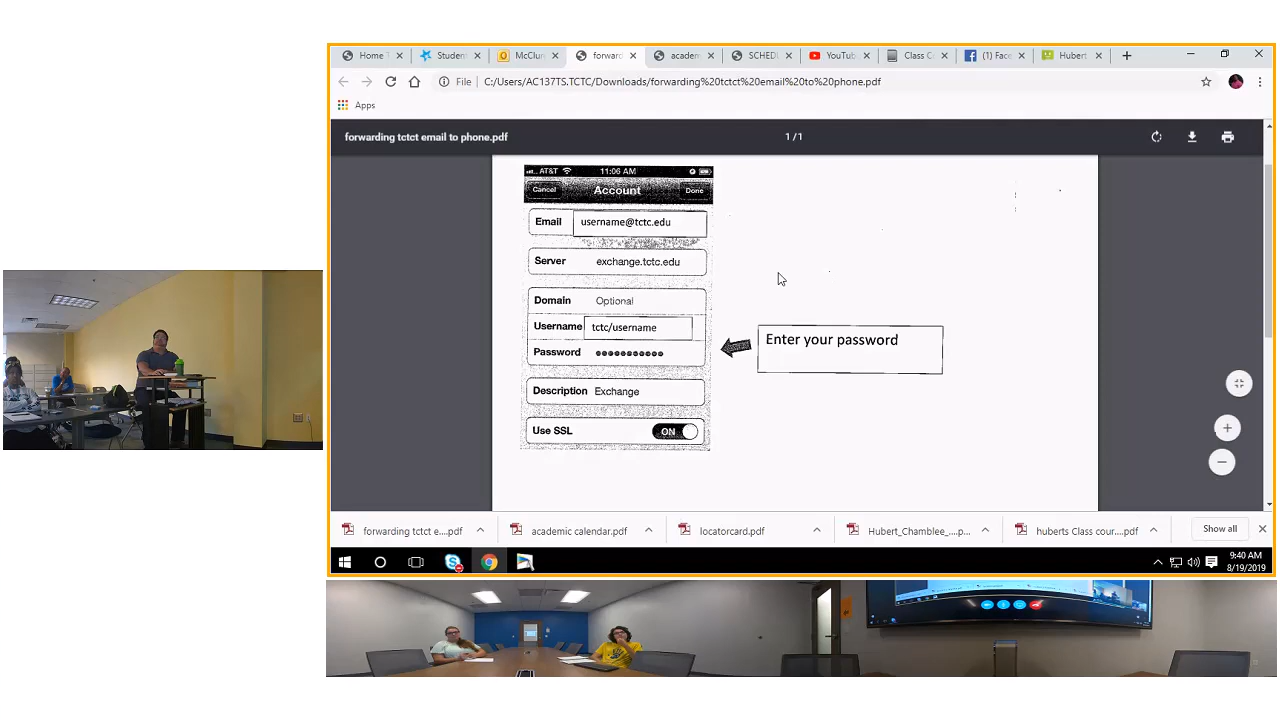 Home T
Studen
McClur
forward
academ
SCHED
YouTub
Class C
(1) Fac
Hubert
File
C:/Users/AC137TS.TCTC/Downloads/forwarding%20tctct%20email%20to%20phone.pdf
Apps
forwarding tctct email to phone.pdf
1 / 1
AT&T
11:06 AM
Cancel
Account
Done
Email username@tctc.edu
Server exchange.tctc.edu
Domain Optional
Username tctc/username
Password
Enter your password
Description Exchange
Use SSL ON
forwarding tctct e....pdf
academic calendar.pdf
locatorcard.pdf
Hubert_Chamblee_....p...
huberts Class cour....pdf
Show all
9:40 AM
8/19/2019